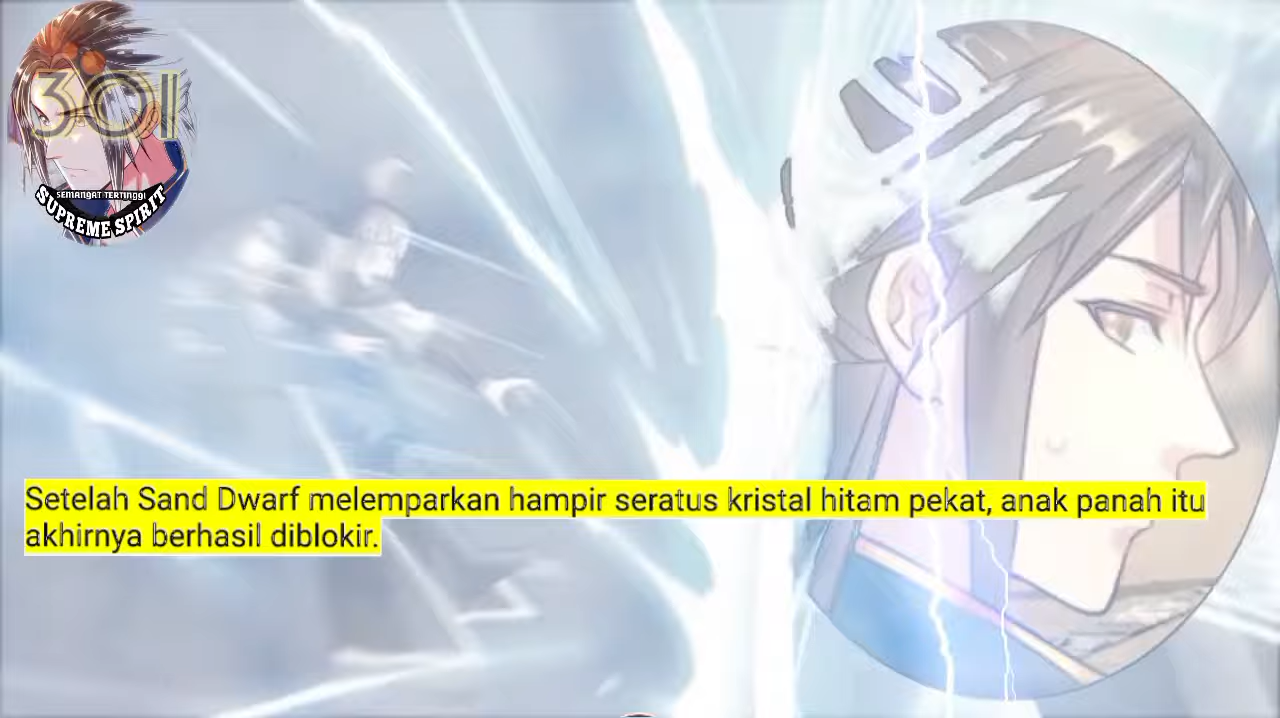 301
SEMANGAT TERTINGGI
SUPREME SPIRIT
Setelah Sand Dwarf melemparkan hampir seratus kristal hitam pekat, anak panah itu
akhirnya berhasil diblokir.